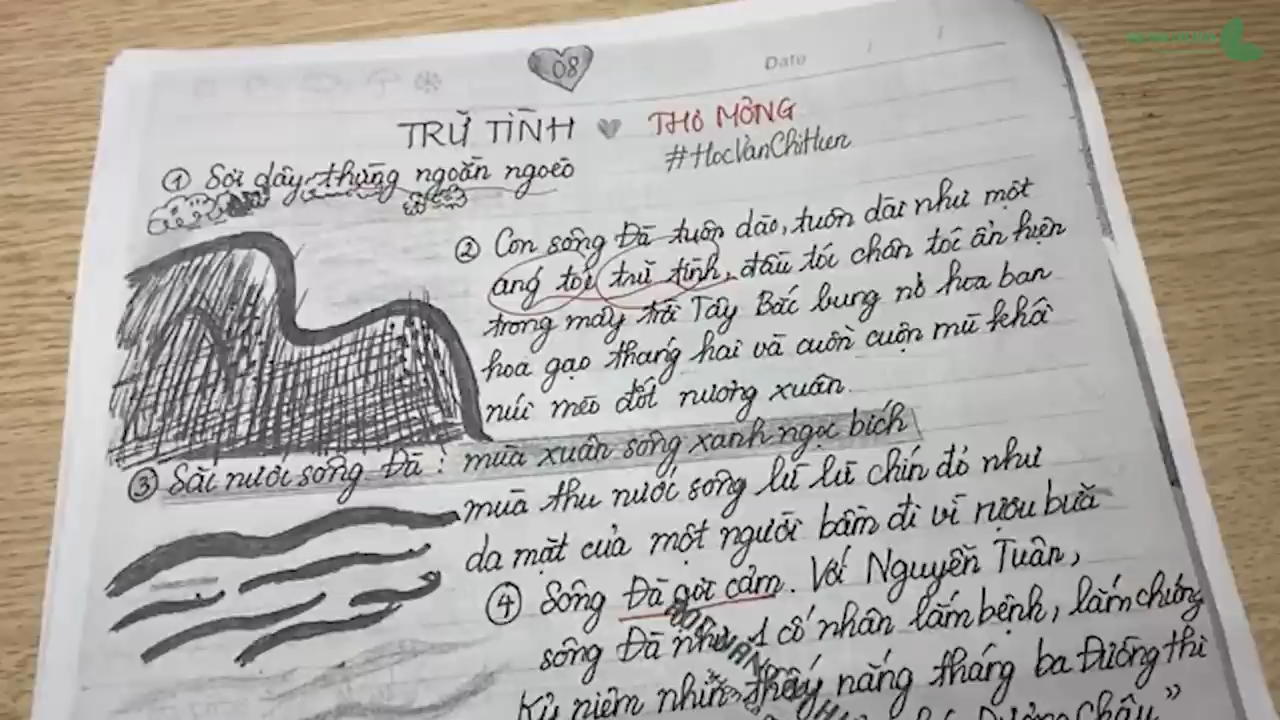 08
Date
TRỮ TÌNH THƠ MỘNG
#HocVanChiHien
① Sợi dây thừng ngoằn ngoèo
② Con sông Đà tuôn dào, tuôn dài như một
áng tóc trữ tình, đầu tóc chân tóc ẩn hiện
trong mây trời Tây Bắc bung nở hoa ban
hoa gạo tháng hai và cuồn cuộn mù khói
núi mèo đốt nương xuân.
③ Sắc nước sông Đà : mùa xuân sông xanh ngọc bích
mùa thu nước sông lừ lừ chín đỏ như
da mặt của một người bầm đi vì rượu bữa
④ Sông Đà gợi cảm. Với Nguyễn Tuân,
sông Đà như 1 cố nhân lắm bệnh, lắm chứng
Kỷ niệm nhìn thấy nắng tháng ba Đường thi
Dương Châu"